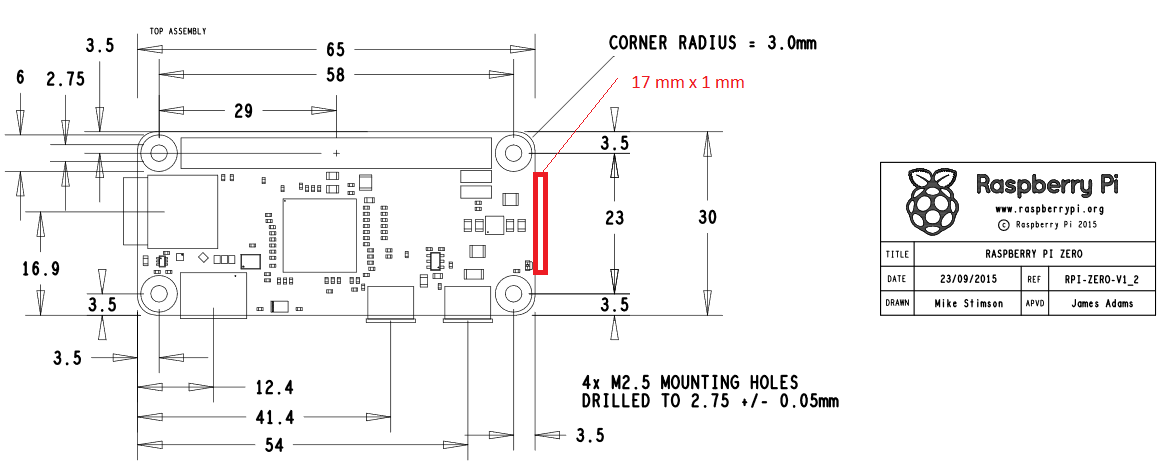 TOP ASSEMBLY
3.5
65
CORNER RADIUS = 3.0mm
6
2.75
58
17 mm x 1 mm
29
3.5
23
30
16.9
3.5
3.5
3.5
12.4
41.4
54
3.5
4x M2.5 MOUNTING HOLES
DRILLED TO 2.75 +/- 0.05mm
Raspberry Pi
www.raspberrypi.org
© Raspberry Pi 2015
TITLE RASPBERRY PI ZERO
DATE 23/09/2015 REF RPI-ZERO-V1_2
DRAWN Mike Stimson APVD James Adams